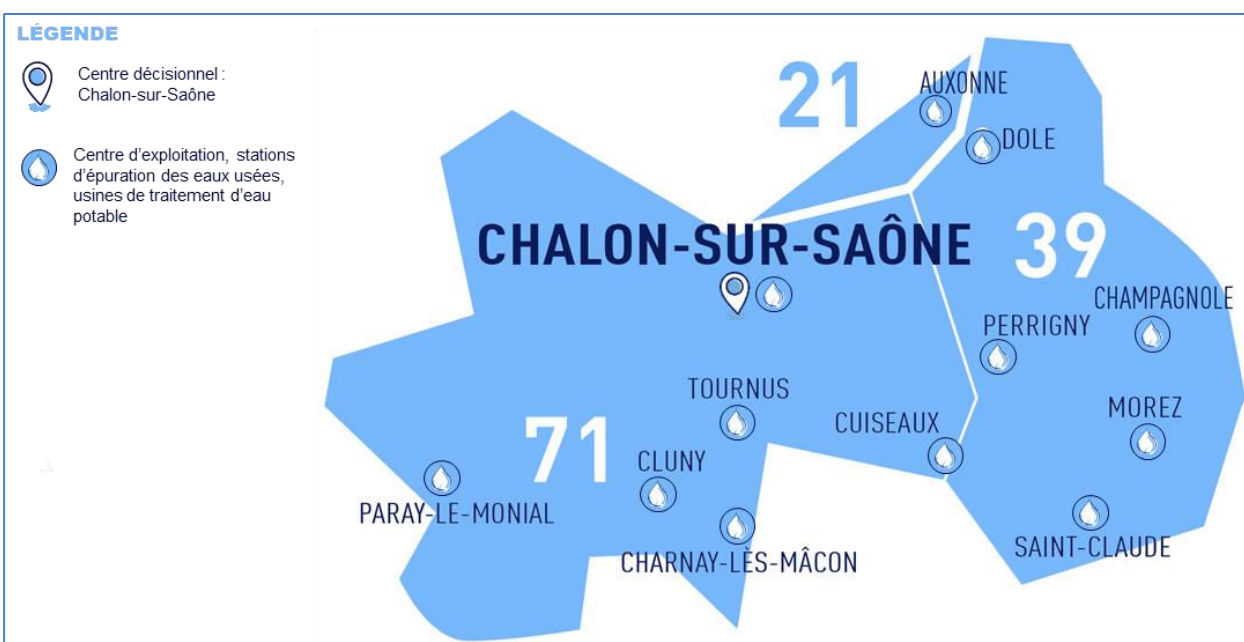 LÉGENDE
Centre décisionnel :
Chalon-sur-Saône
Centre d'exploitation, stations
d'épuration des eaux usées,
usines de traitement d'eau
potable
21
AUXONNE
DOLE
CHALON-SUR-SAÔNE
39
CHAMPAGNOLE
PERRIGNY
TOURNUS
MOREZ
CUISEAUX
71
CLUNY
PARAY-LE-MONIAL
SAINT-CLAUDE
CHARNAY-LÈS-MÂCON